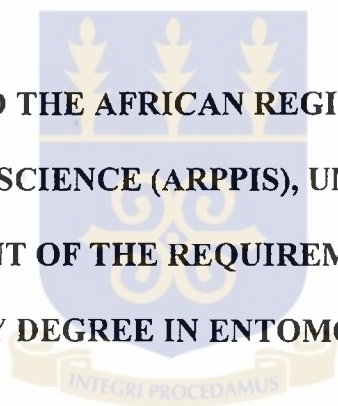 D THE AFRICAN REGI
SCIENCE (ARPPIS), UN
NT OF THE REQUIREM
Y DEGREE IN ENTOMO
INTEGRI PROCEDAMUS